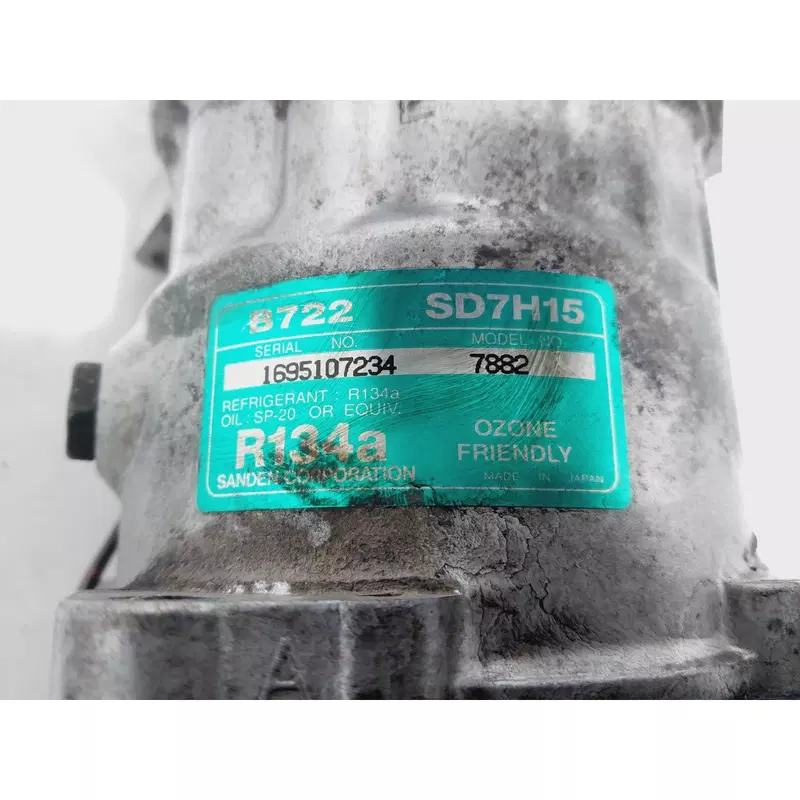 B722 SD7H15
SERIAL NO. MODEL NO.
1695107234 7882
REFRIGERANT : R134a
OIL : SP-20 OR EQUIV.
R134a OZONE
FRIENDLY
SANDEN CORPORATION MADE IN JAPAN
A